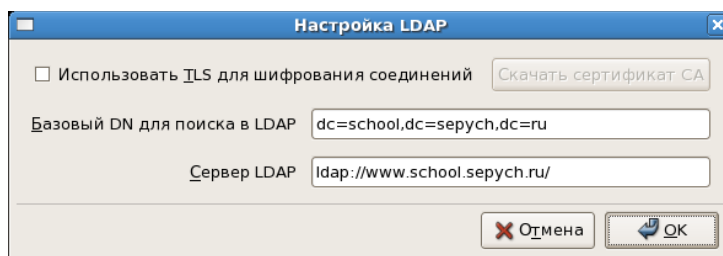 Настройка LDAP
Использовать TLS для шифрования соединений Скачать сертификат CA
Базовый DN для поиска в LDAP dc=school,dc=sepych,dc=ru
Сервер LDAP ldap://www.school.sepych.ru/
Отмена OK